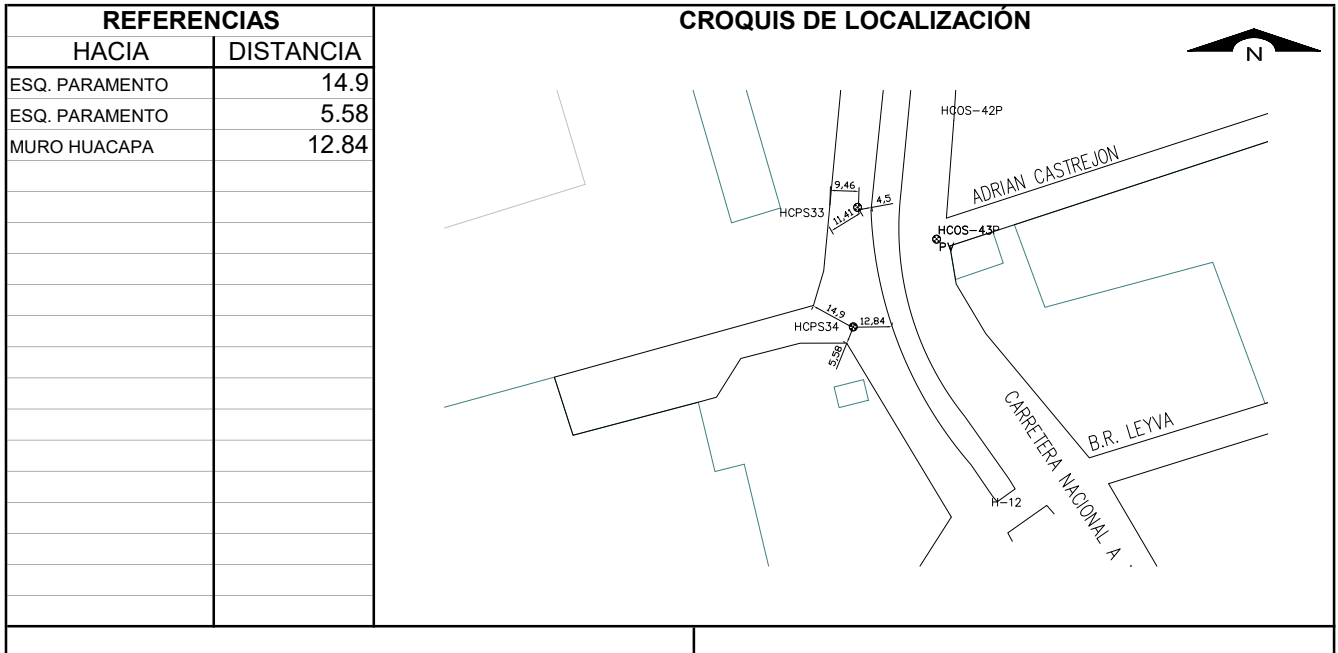 REFERENCIAS
HACIA DISTANCIA
ESQ. PARAMENTO 14.9
ESQ. PARAMENTO 5.58
MURO HUACAPA 12.84
CROQUIS DE LOCALIZACIÓN
N
HCOS-42P
ADRIAN CASTREJON
9,46
4,5
HCPS33
11,41
HCOS-43P
PV
14,9
HCPS34
12,84
5,58
CARRETERA NACIONAL A
B.R. LEYVA
H-12